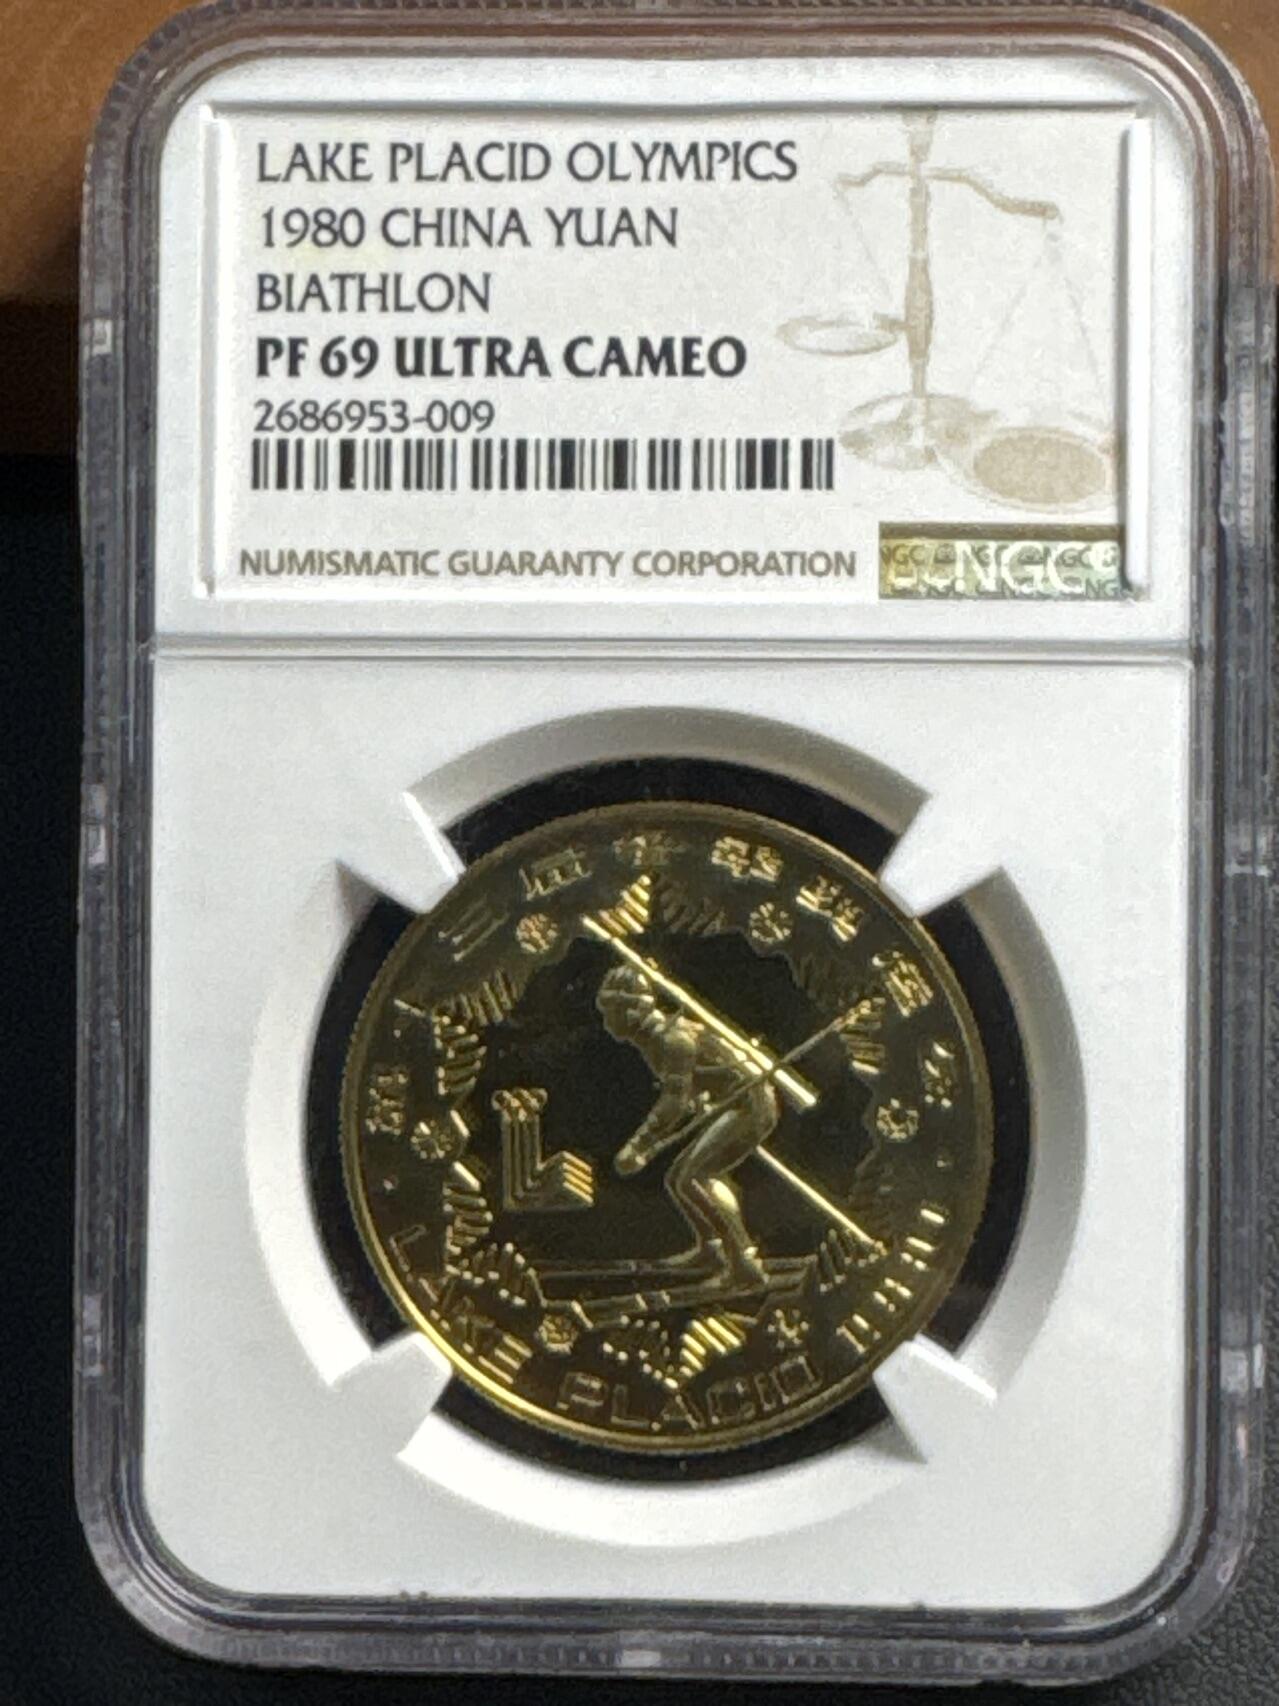 LAKE PLACID OLYMPICS
1980 CHINA YUAN
BIATHLON
PF 69 ULTRA CAMEO
2686953-009
NUMISMATIC GUARANTY CORPORATION
NGC
LAKE PLACID